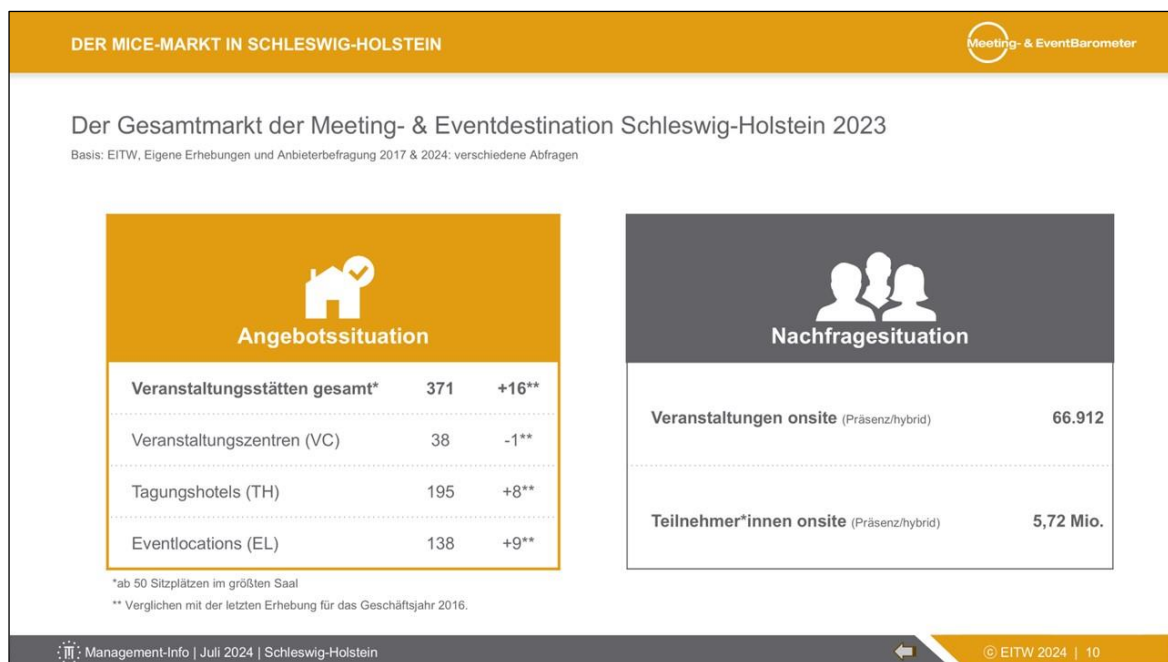 DER MICE-MARKT IN SCHLESWIG-HOLSTEIN
Meeting- & EventBarometer
Der Gesamtmarkt der Meeting- & Eventdestination Schleswig-Holstein 2023
Basis: EITW, Eigene Erhebungen und Anbieterbefragung 2017 & 2024: verschiedene Abfragen
Angebotssituation
Veranstaltungsstätten gesamt* 371 +16**
Veranstaltungszentren (VC) 38 -1**
Tagungshotels (TH) 195 +8**
Eventlocations (EL) 138 +9**
*ab 50 Sitzplätzen im größten Saal
** Verglichen mit der letzten Erhebung für das Geschäftsjahr 2016.
Nachfragesituation
Veranstaltungen onsite (Präsenz/hybrid) 66.912
Teilnehmer*innen onsite (Präsenz/hybrid) 5,72 Mio.
Management-Info | Juli 2024 | Schleswig-Holstein
© EITW 2024 | 10